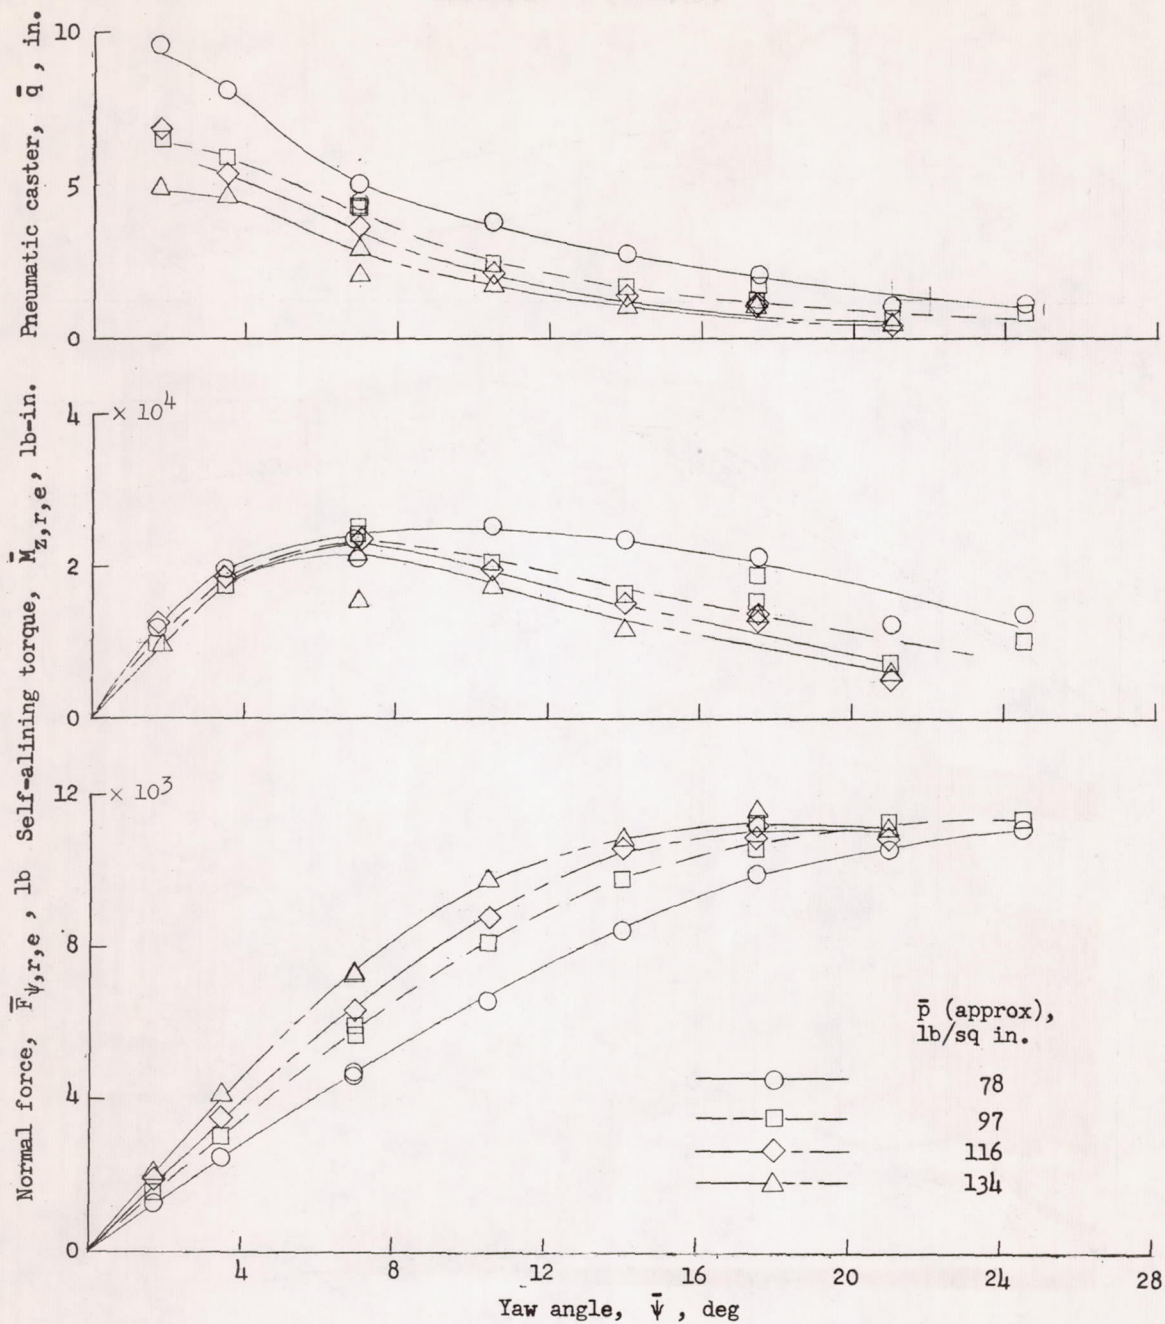 Pneumatic caster, q̄ , in.
10
5
0
Self-alining torque, M̄z,r,e , lb-in.
4 × 10⁴
2
0
Normal force, F̄ψ,r,e , lb
12 × 10³
8
4
0
p̄ (approx),
lb/sq in.
78
97
116
134
4 8 12 16 20 24 28
Yaw angle, ψ̄ , deg